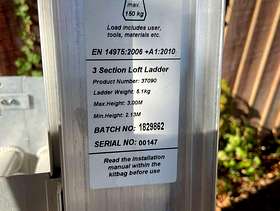 max.
150 kg
Load includes user,
tools, materials etc.
EN 14975:2006 +A1:2010
3 Section Loft Ladder
Product Number: 37090
Ladder Weight: 8.1Kg
Max.Height: 3.00M
Min.Height: 2.13M
BATCH NO: 1829862
SERIAL NO: 00147
Read the installation
manual within the
kitbag before use